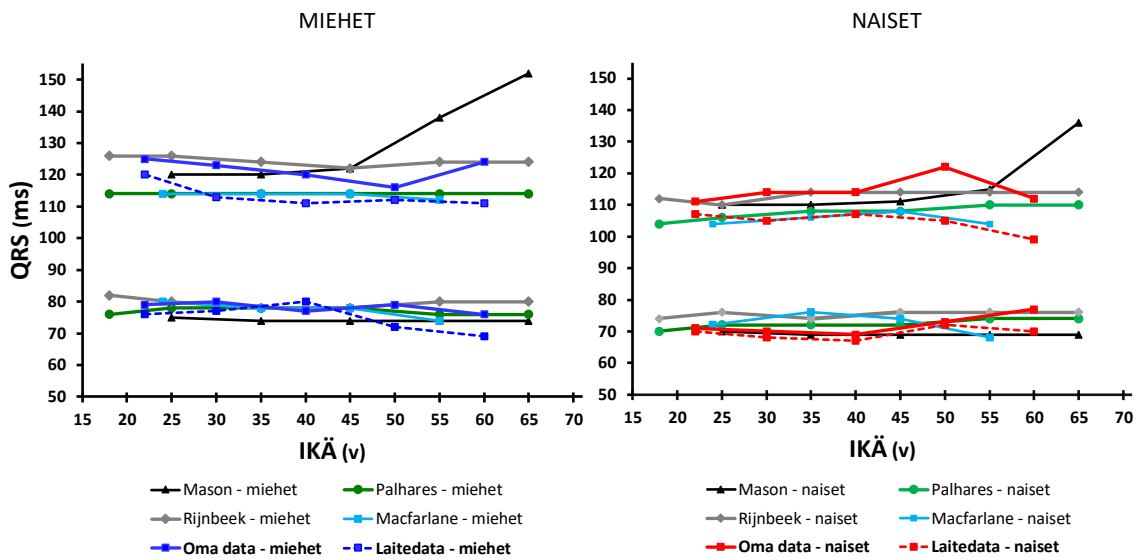 MIEHET
NAISET
150
140
130
120
110
100
90
80
70
60
50
QRS (ms)
15 20 25 30 35 40 45 50 55 60 65 70
IKÄ (v)
150
140
130
120
110
100
90
80
70
60
50
15 20 25 30 35 40 45 50 55 60 65 70
IKÄ (v)
Mason - miehet
Palhares - miehet
Rijnbeek - miehet
Macfarlane - miehet
Oma data - miehet
Laitedata - miehet
Mason - naiset
Palhares - naiset
Rijnbeek - naiset
Macfarlane - naiset
Oma data - naiset
Laitedata - naiset